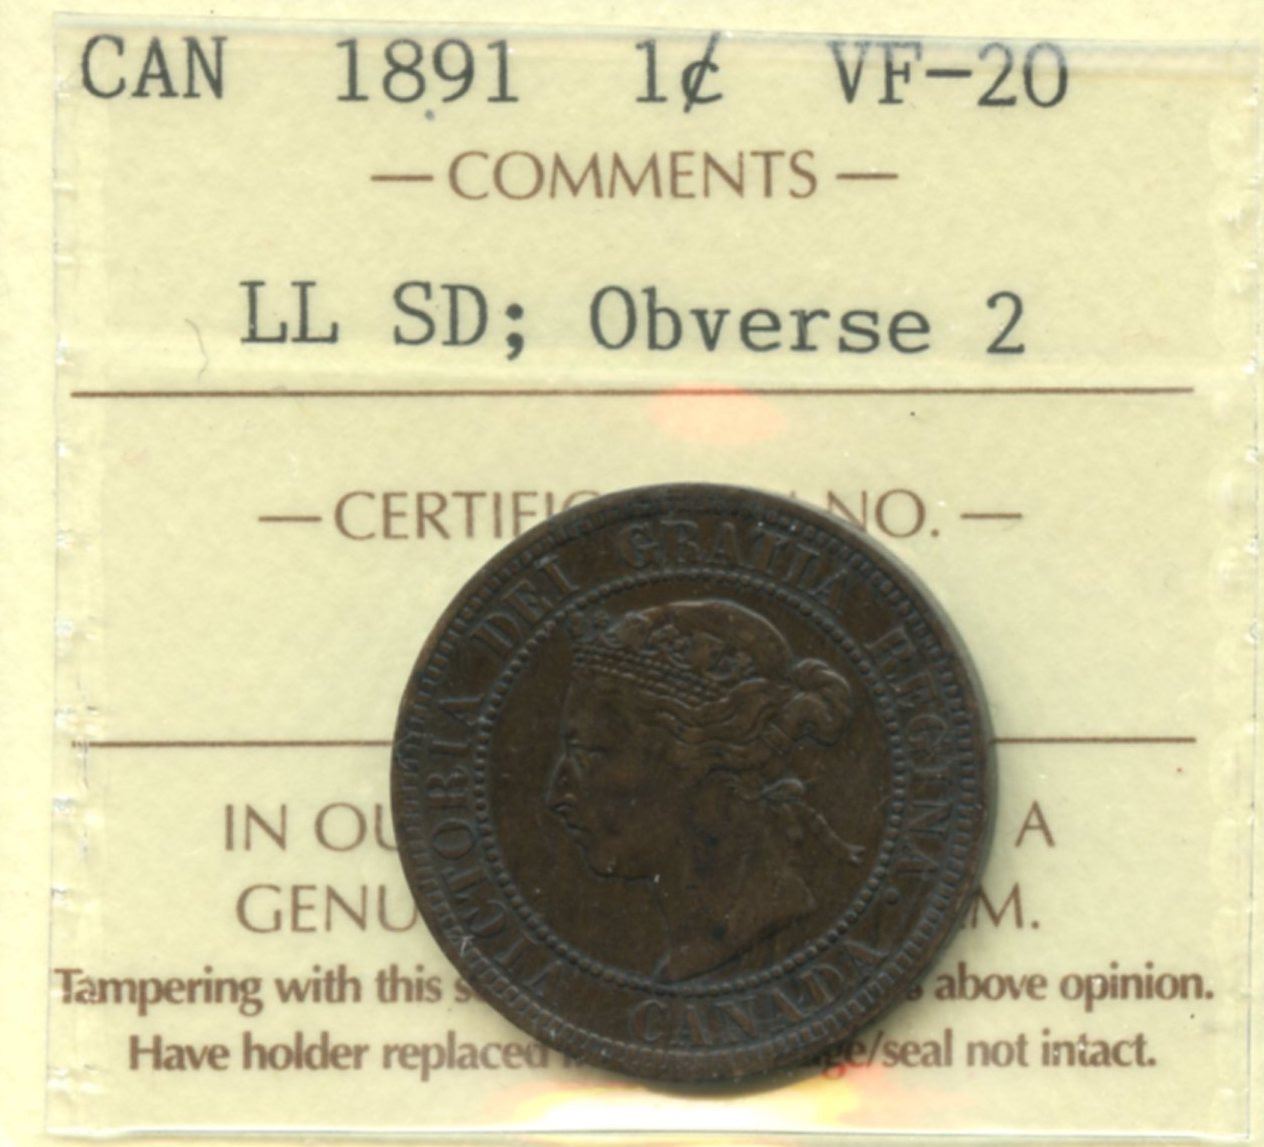 CAN 1891 1¢ VF-20
— COMMENTS —
LL SD; Obverse 2
— CERTIFIC NO. —
IN OU A
GENU M.
Tampering with this s above opinion.
Have holder replaced ge/seal not intact.
VICTORIA DEI GRATIA REGINA.
CANADA